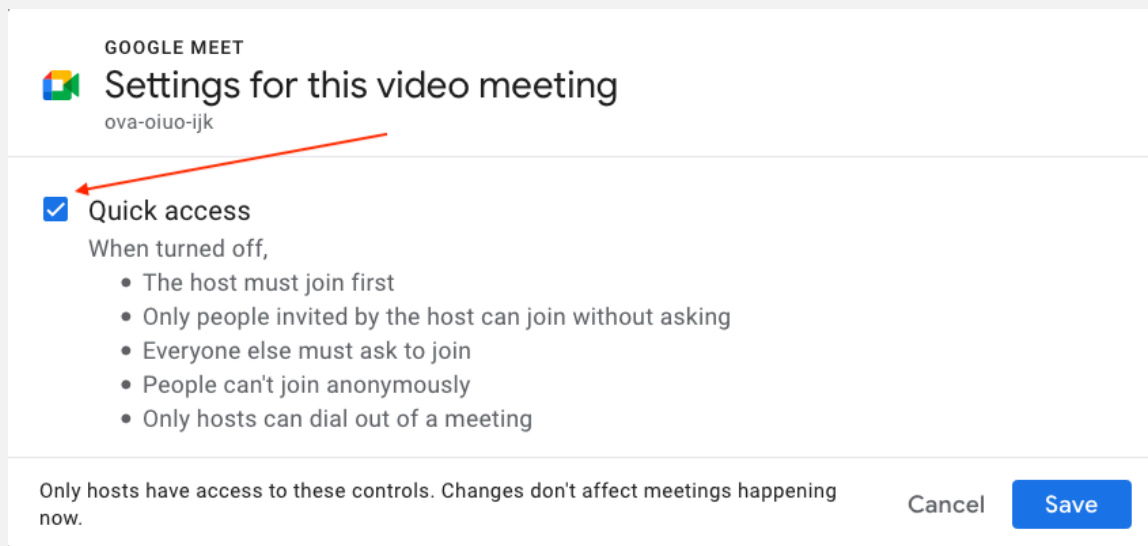 GOOGLE MEET
Settings for this video meeting
ova-oiuo-ijk
Quick access
When turned off,
• The host must join first
• Only people invited by the host can join without asking
• Everyone else must ask to join
• People can't join anonymously
• Only hosts can dial out of a meeting
Only hosts have access to these controls. Changes don't affect meetings happening
now.
Cancel
Save